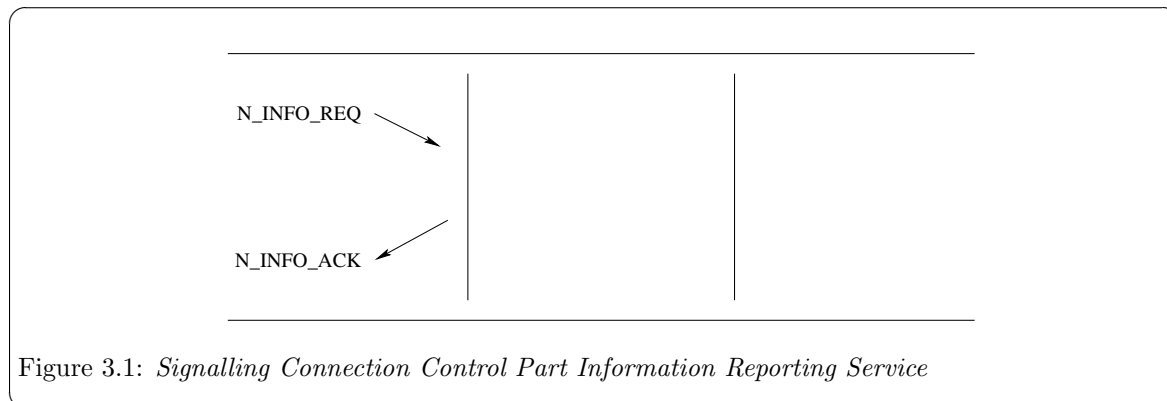 N_INFO_REQ
N_INFO_ACK
Figure 3.1: Signalling Connection Control Part Information Reporting Service